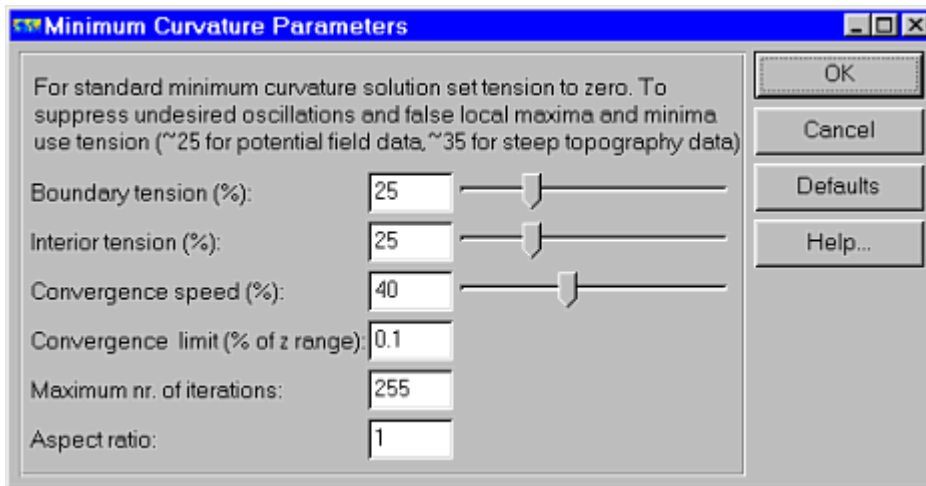 Minimum Curvature Parameters
For standard minimum curvature solution set tension to zero. To
suppress undesired oscillations and false local maxima and minima
use tension (~25 for potential field data,~35 for steep topography data)
Boundary tension (%): 25
Interior tension (%): 25
Convergence speed (%): 40
Convergence limit (% of z range): 0.1
Maximum nr. of iterations: 255
Aspect ratio: 1
OK
Cancel
Defaults
Help...